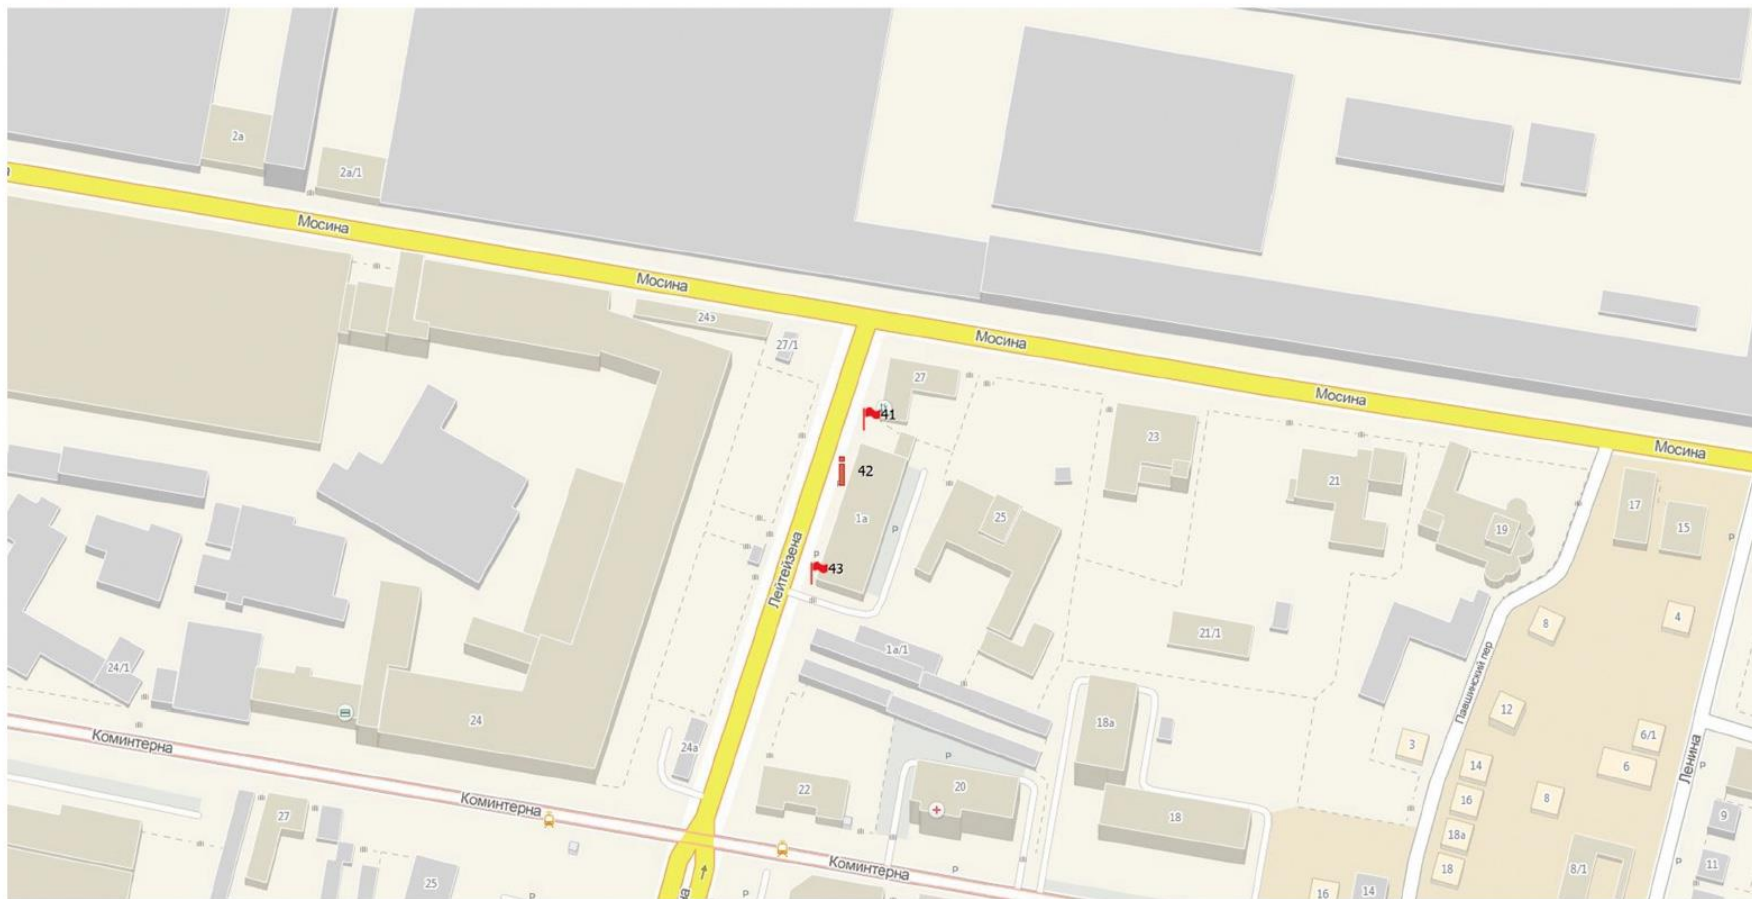 2а
2а/1
Мосина
Мосина
24з
27/1
Мосина
27
41
Мосина
23
Мосина
42
21
1а
25
17
15
19
Р
Р
Р
43
Лейтейзена
8
4
21/1
1а/1
24/1
Павшинский пер
12
24
18а
Коминтерна
24а
3
6/1
Р
14
6
Р
Ленина
22
20
16
8
Коминтерна
27
18
9
18а
Коминтерна
Р
11
25
18
8/1
Р
Р
Р
16
14
на